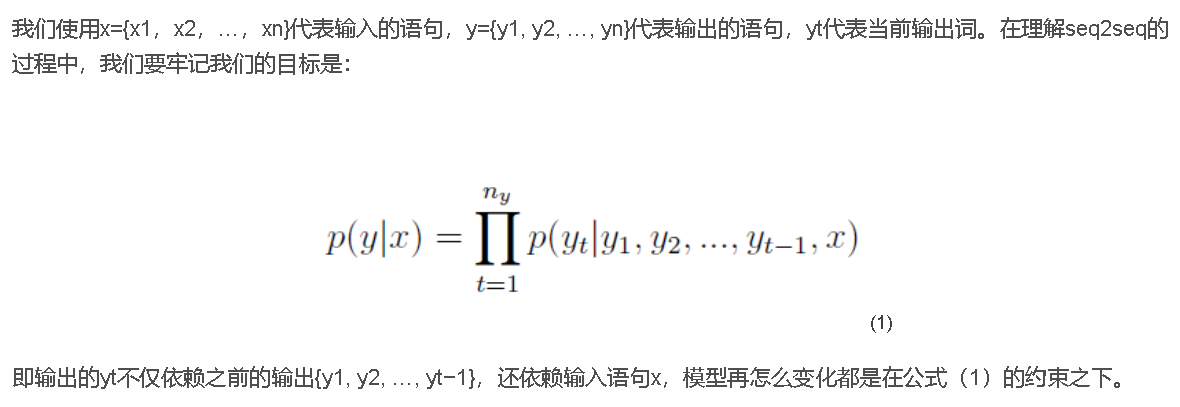 我们使用x={x1，x2，…，xn}代表输入的语句，y={y1, y2, …, yn}代表输出的语句，yt代表当前输出词。在理解seq2seq的
过程中，我们要牢记我们的目标是：
n_y
p(y|x) = ∏ p(y_t|y_1, y_2, ..., y_{t−1}, x)
t=1
(1)
即输出的yt不仅依赖之前的输出{y1, y2, …, yt−1}，还依赖输入语句x，模型再怎么变化都是在公式（1）的约束之下。